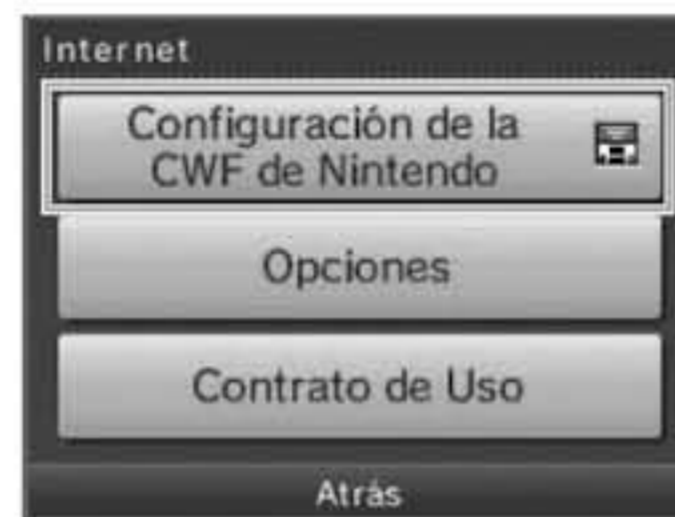 Internet
Configuración de la
CWF de Nintendo
Opciones
Contrato de Uso
Atrás